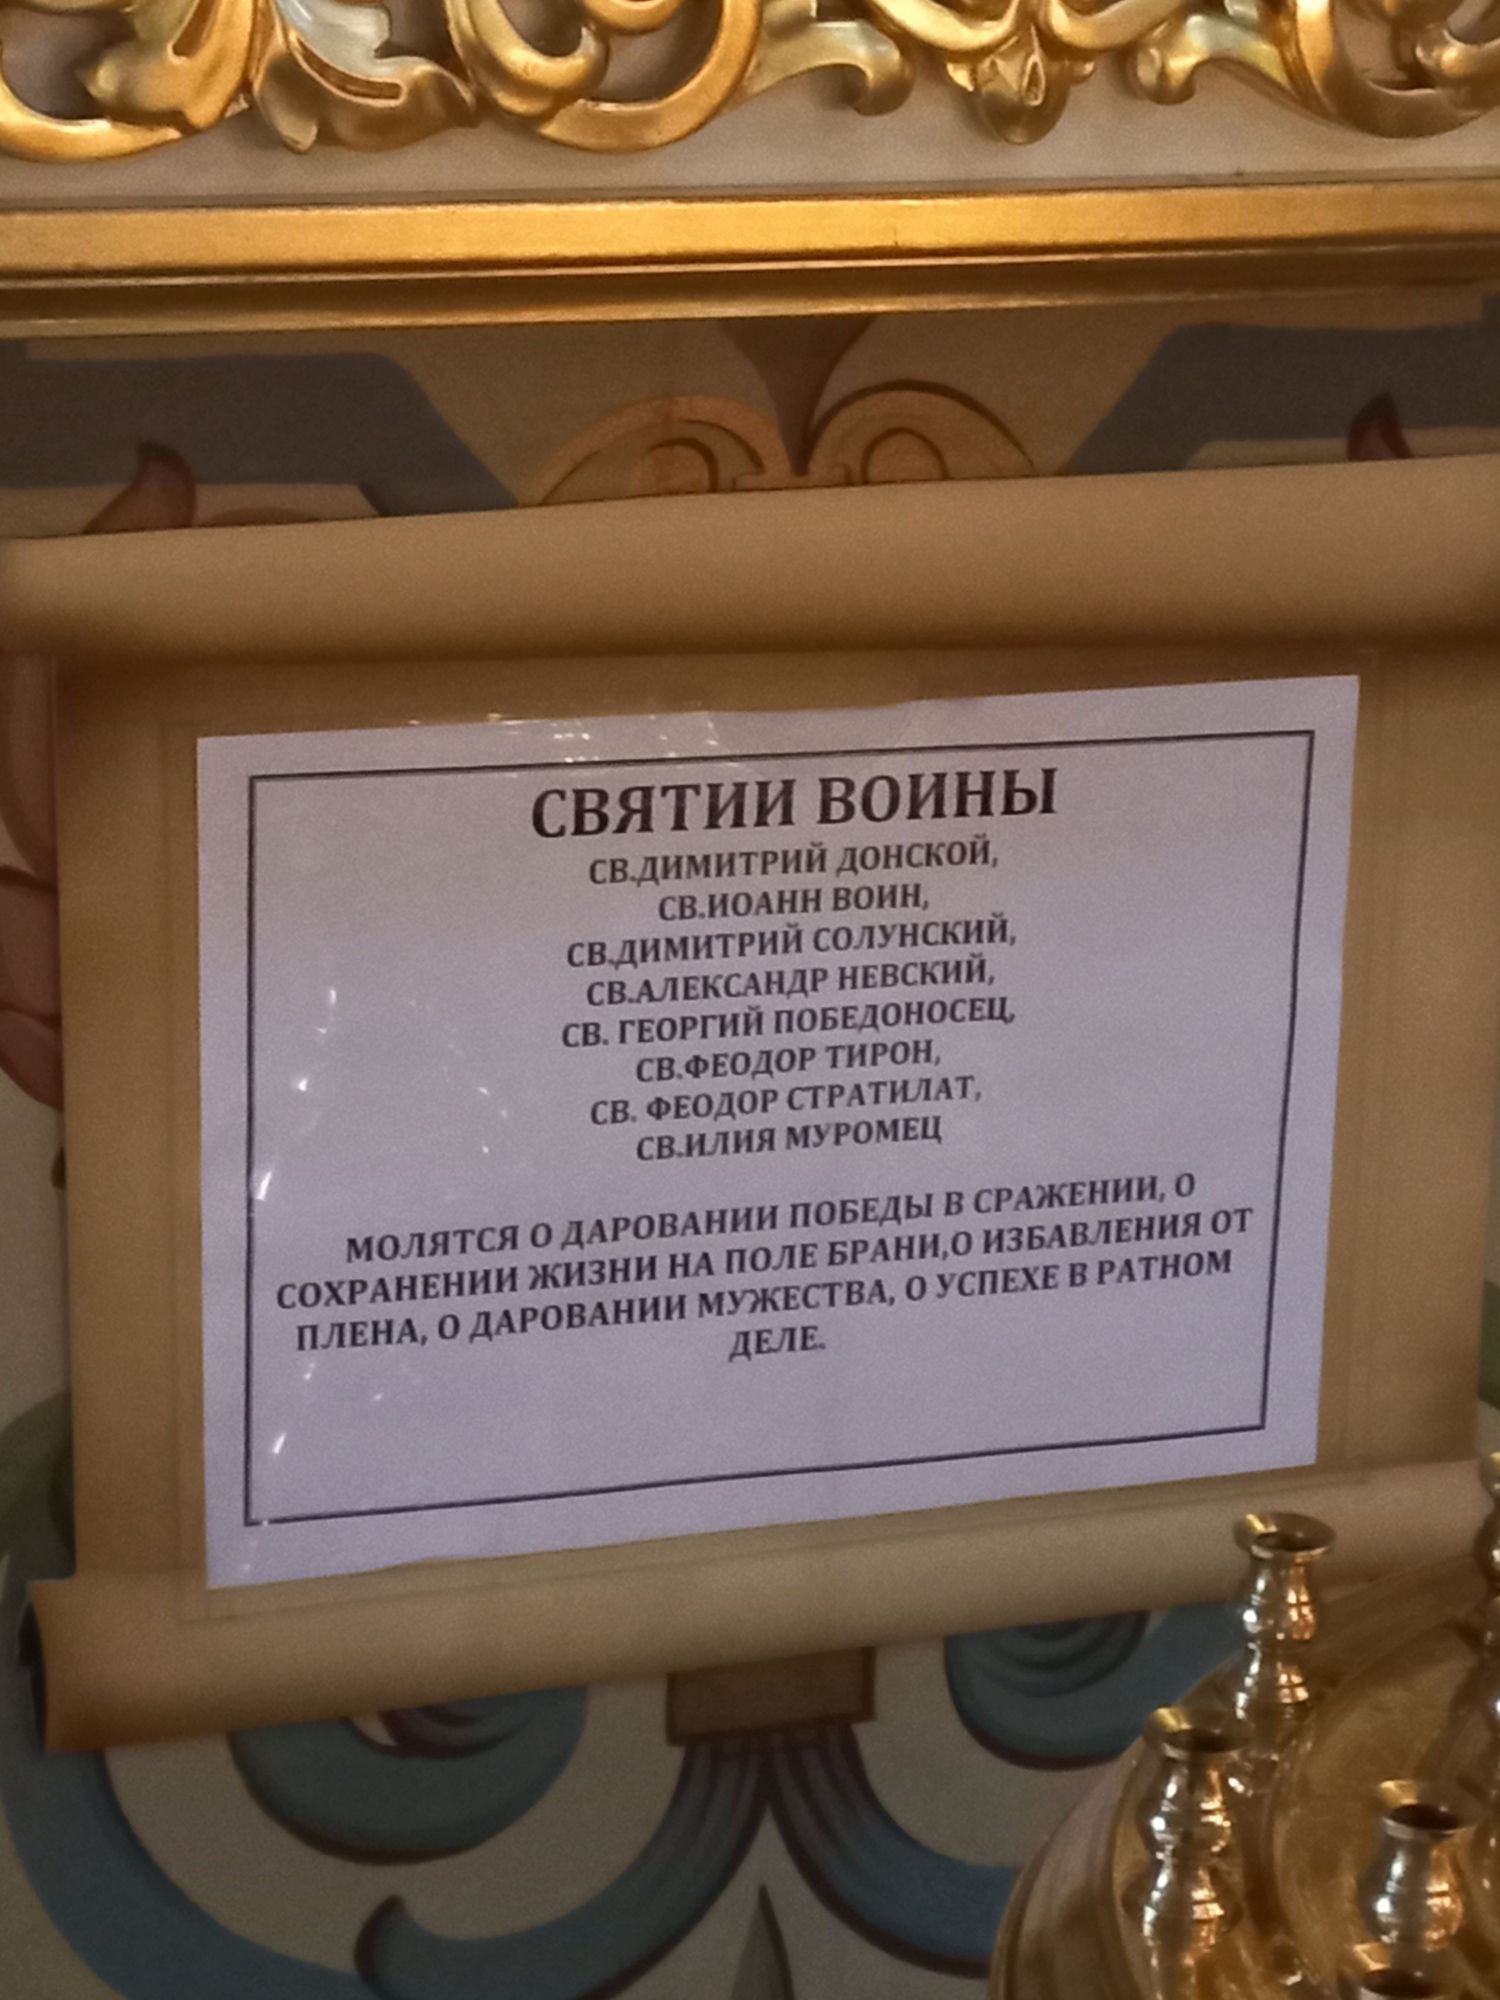 СВЯТИИ ВОИНЫ
СВ.ДИМИТРИЙ ДОНСКОЙ,
СВ.ИОАНН ВОИН,
СВ.ДИМИТРИЙ СОЛУНСКИЙ,
СВ.АЛЕКСАНДР НЕВСКИЙ,
СВ. ГЕОРГИЙ ПОБЕДОНОСЕЦ,
СВ.ФЕОДОР ТИРОН,
СВ. ФЕОДОР СТРАТИЛАТ,
СВ.ИЛИЯ МУРОМЕЦ
МОЛЯТСЯ О ДАРОВАНИИ ПОБЕДЫ В СРАЖЕНИИ, О
СОХРАНЕНИИ ЖИЗНИ НА ПОЛЕ БРАНИ,О ИЗБАВЛЕНИЯ ОТ
ПЛЕНА, О ДАРОВАНИИ МУЖЕСТВА, О УСПЕХЕ В РАТНОМ
ДЕЛЕ.